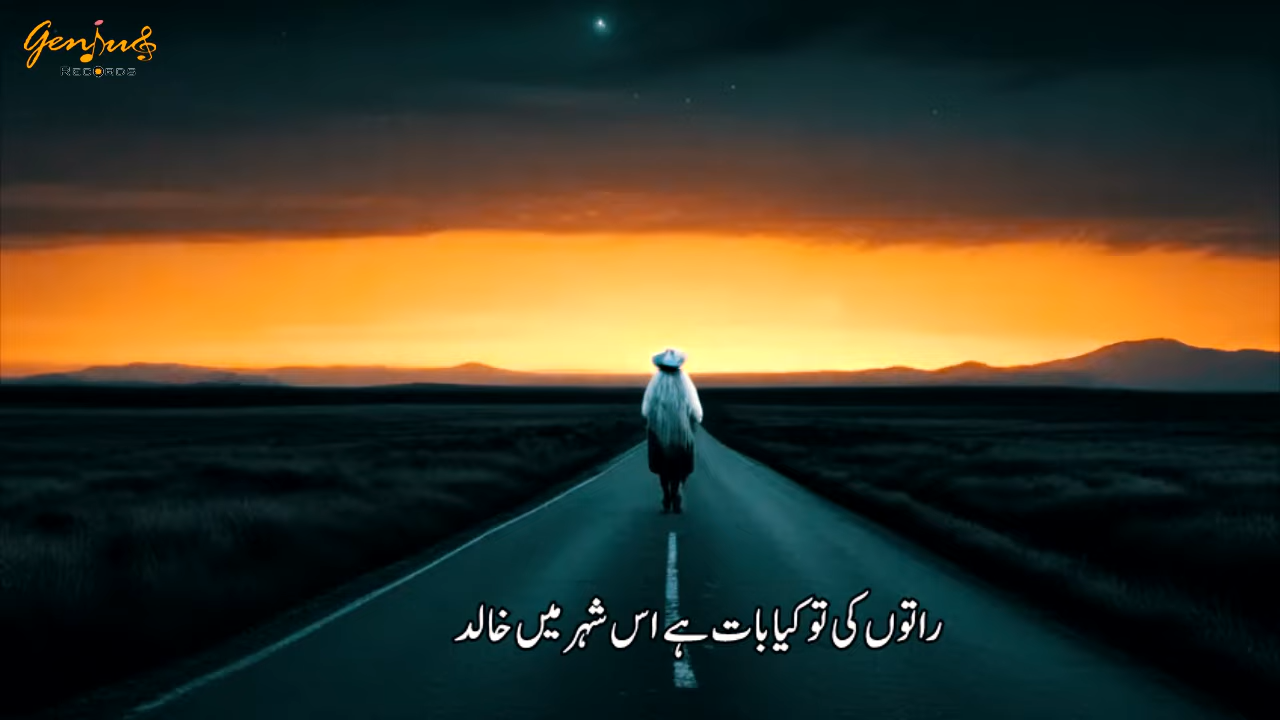 Genius
Records
راتوں کی تو کیا بات ہے اس شہر میں خالد